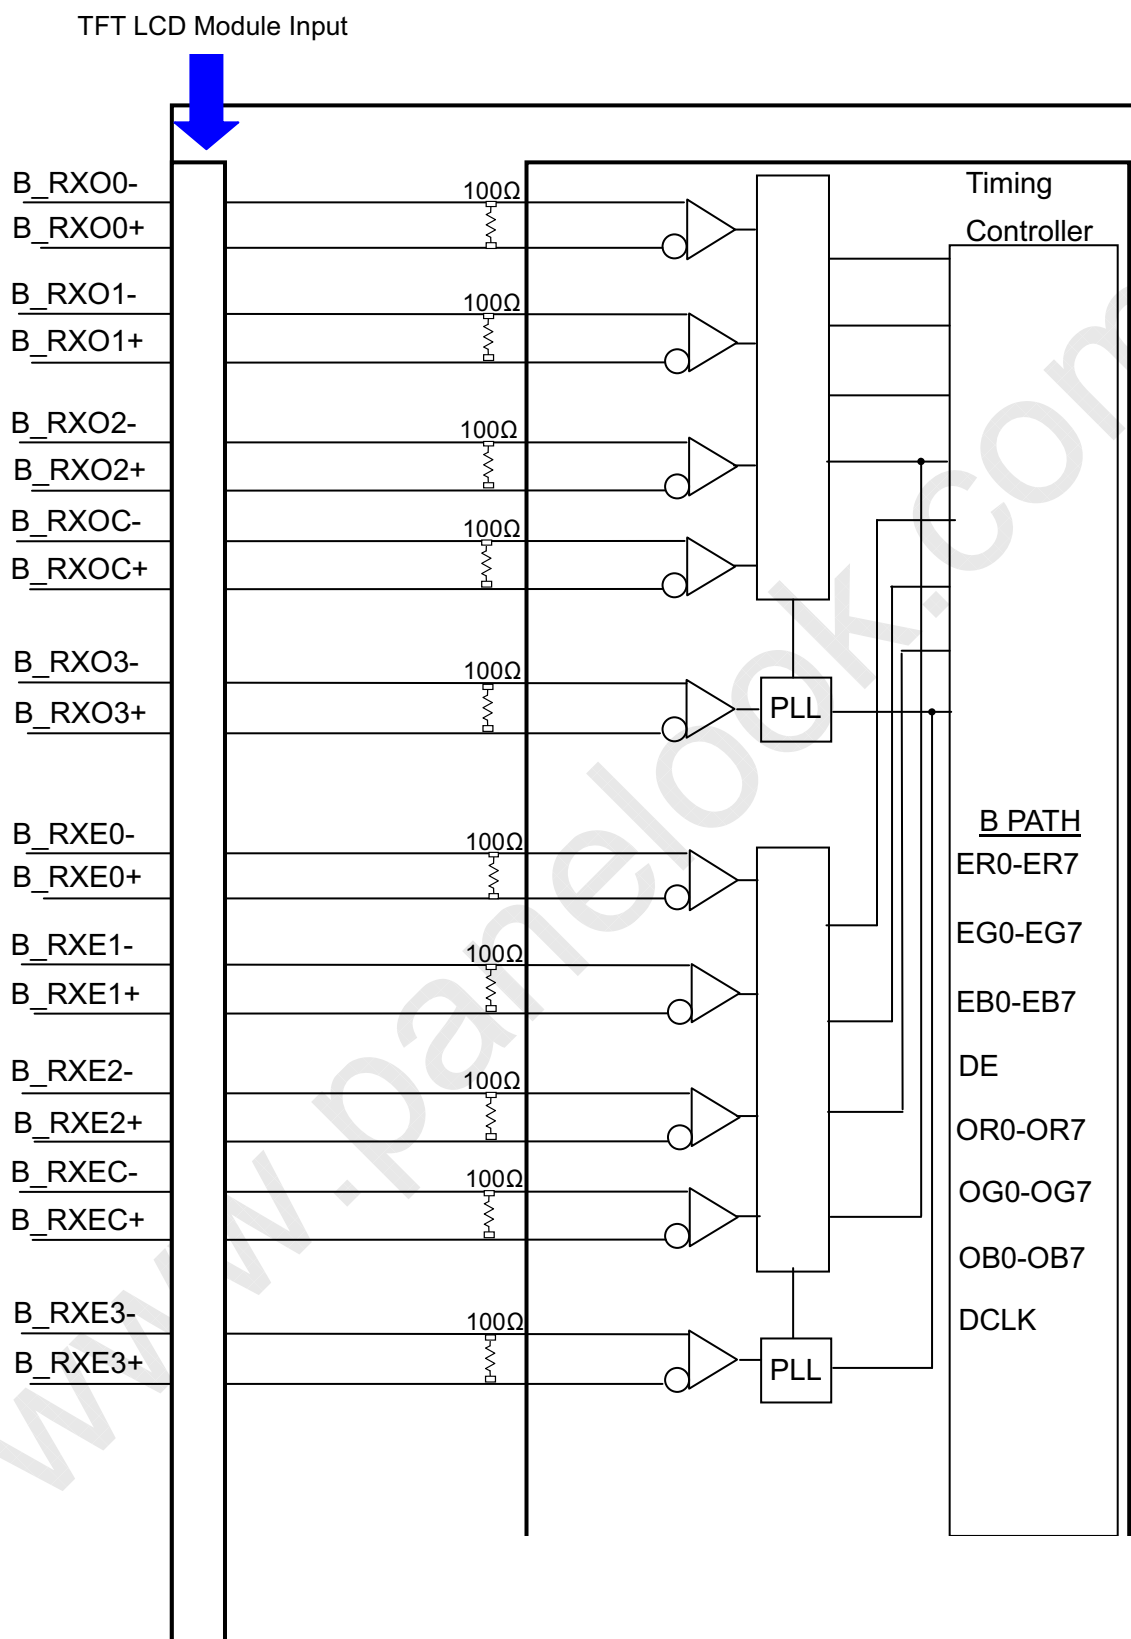 TFT LCD Module Input
B_RXO0-
100Ω
Timing
B_RXO0+
Controller
B_RXO1-
100Ω
B_RXO1+
B_RXO2-
100Ω
B_RXO2+
B_RXOC-
100Ω
B_RXOC+
B_RXO3-
100Ω
B_RXO3+
PLL
B_RXE0-
100Ω
B_RXE0+
B_RXE1-
100Ω
B_RXE1+
B_RXE2-
100Ω
B_RXE2+
B_RXEC-
100Ω
B_RXEC+
B_RXE3-
100Ω
B_RXE3+
PLL
B PATH
ER0-ER7
EG0-EG7
EB0-EB7
DE
OR0-OR7
OG0-OG7
OB0-OB7
DCLK
www.panelook.com